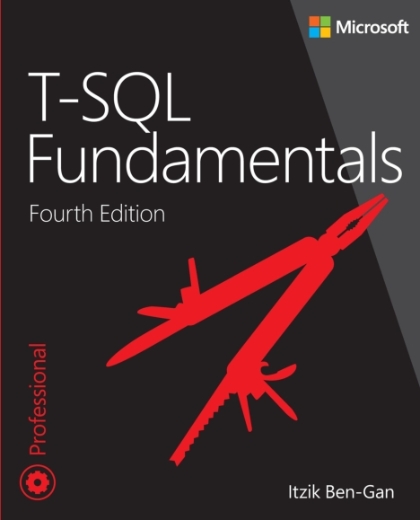 Microsoft
T-SQL
Fundamentals
Fourth Edition
Professional
Itzik Ben-Gan